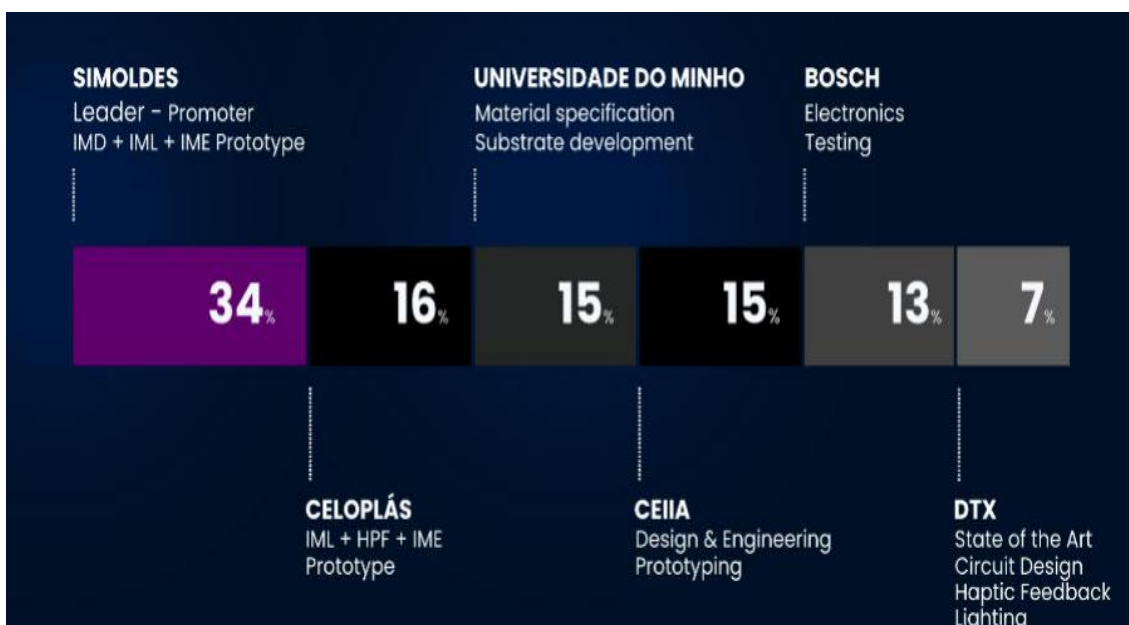 SIMOLDES
Leader - Promoter
IMD + IML + IME Prototype
UNIVERSIDADE DO MINHO
Material specification
Substrate development
BOSCH
Electronics
Testing
34%
16%
15%
15%
13%
7%
CELOPLÁS
IML + HPF + IME
Prototype
CEIIA
Design & Engineering
Prototyping
DTX
State of the Art
Circuit Design
Haptic Feedback
Lighting